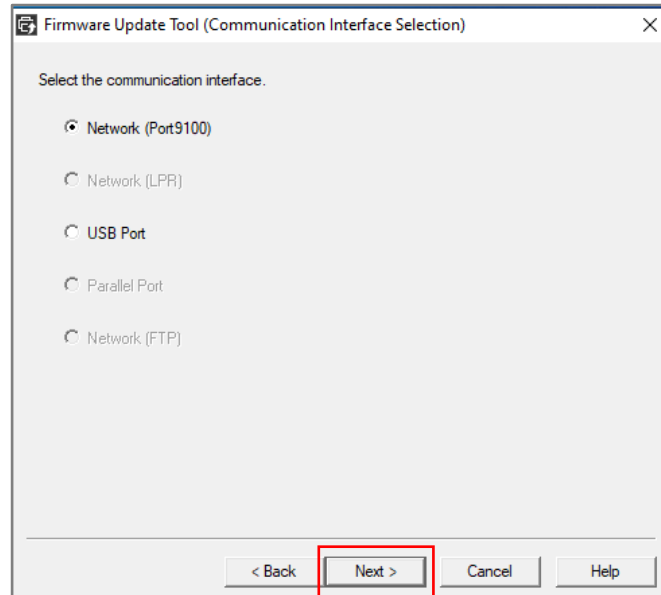 Firmware Update Tool (Communication Interface Selection)
Select the communication interface.
Network (Port9100)
Network (LPR)
USB Port
Parallel Port
Network (FTP)
< Back Next > Cancel Help